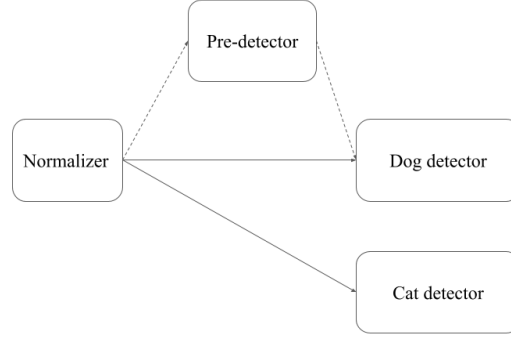 Pre-detector
Normalizer
Dog detector
Cat detector